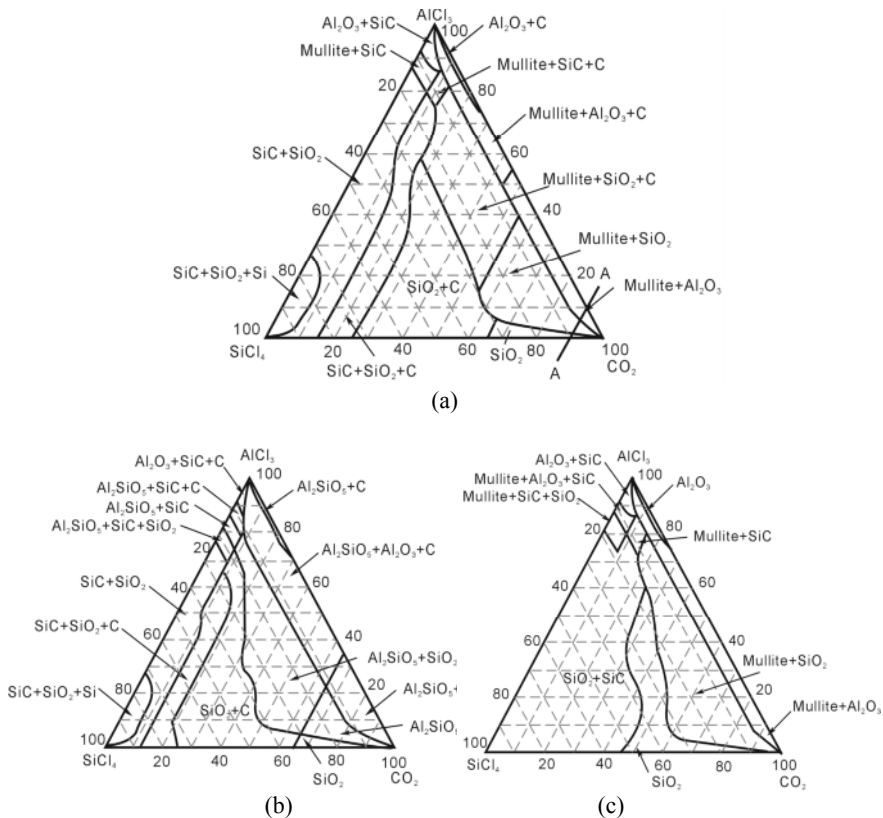 Al₂O₃+SiC
AlCl₃
100
Al₂O₃+C
Mullite+SiC
Mullite+SiC+C
20
80
Mullite+Al₂O₃+C
SiC+SiO₂
40
60
Mullite+SiO₂+C
60
40
Mullite+SiO₂
SiC+SiO₂+Si
80
20
A
SiO₂+C
Mullite+Al₂O₃
100
SiCl₄
20
40
60
SiO₂
80
100
CO₂
SiC+SiO₂+C
A
(a)
Al₂O₃+SiC+C
AlCl₃
100
Al₂SiO₅+SiC+C
Al₂SiO₅+C
Al₂SiO₅+SiC
Al₂SiO₅+SiC+SiO₂
80
20
Al₂SiO₅+Al₂O₃+C
SiC+SiO₂
40
60
SiC+SiO₂+C
60
40
Al₂SiO₅+SiO₂
SiC+SiO₂+Si
80
20
Al₂SiO₅+
SiO₂+C
Al₂SiO₅
100
SiCl₄
20
40
60
80
100
SiO₂
CO₂
(b)
Al₂O₃+SiC
AlCl₃
100
Mullite+Al₂O₃+SiC
Al₂O₃
Mullite+SiC+SiO₂
20
80
Mullite+SiC
40
60
60
40
SiO₂+SiC
Mullite+SiO₂
80
20
Mullite+Al₂O₃
100
SiCl₄
20
40
60
80
100
SiO₂
CO₂
(c)